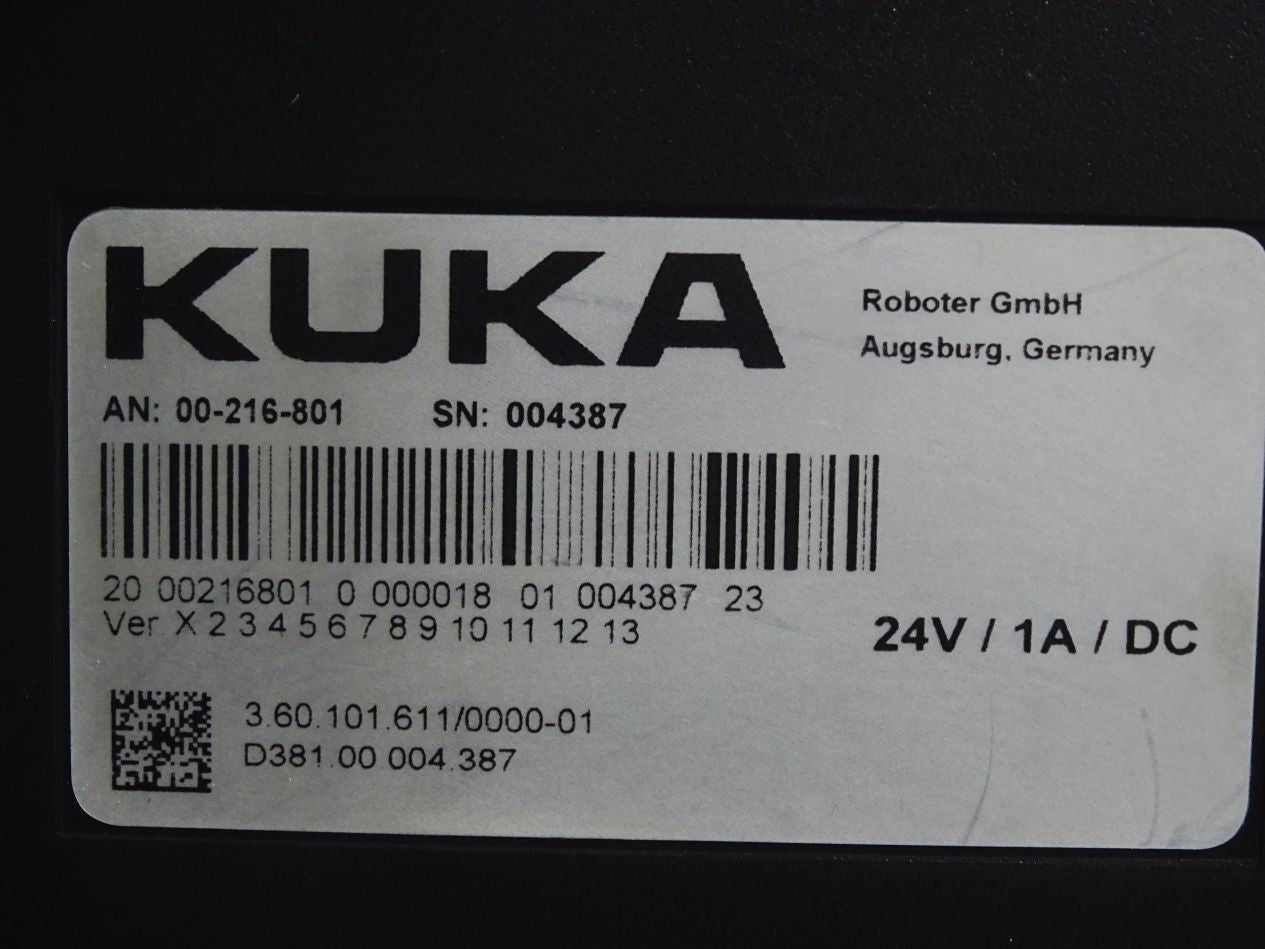 KUKA
Roboter GmbH
Augsburg, Germany
AN: 00-216-801 SN: 004387
20 00216801 0 000018 01 004387 23
Ver X 2 3 4 5 6 7 8 9 10 11 12 13
24V / 1A / DC
3.60.101.611/0000-01
D381.00.004.387